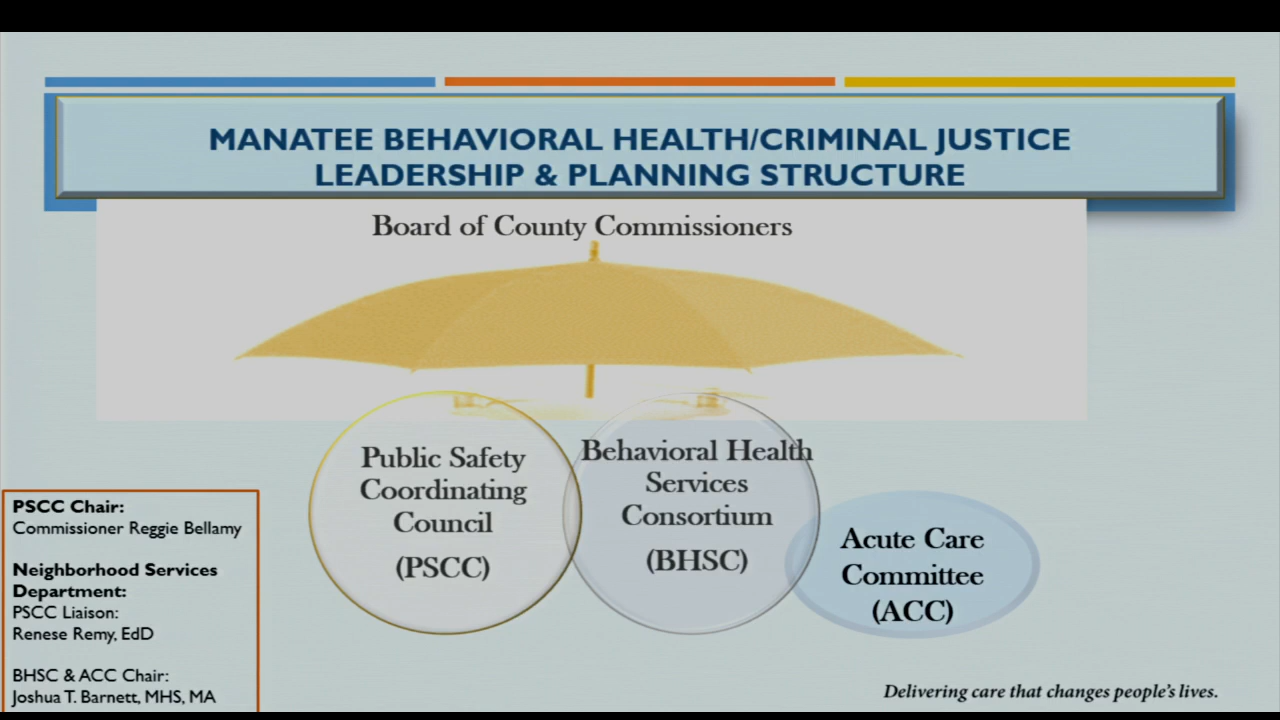 MANATEE BEHAVIORAL HEALTH/CRIMINAL JUSTICE
LEADERSHIP & PLANNING STRUCTURE
Board of County Commissioners
Public Safety
Coordinating
Council
(PSCC)
Behavioral Health
Services
Consortium
(BHSC)
Acute Care
Committee
(ACC)
PSCC Chair:
Commissioner Reggie Bellamy
Neighborhood Services
Department:
PSCC Liaison:
Renese Remy, EdD
BHSC & ACC Chair:
Joshua T. Barnett, MHS, MA
Delivering care that changes people's lives.